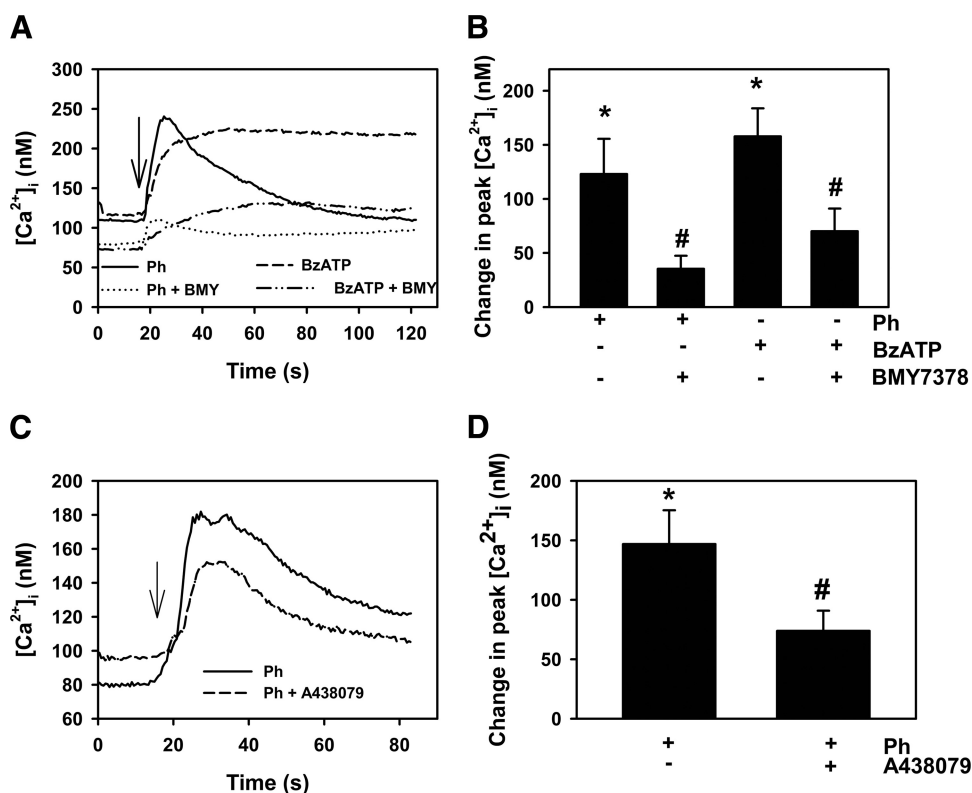 A
[Ca2+]i (nM)
300
250
200
150
100
50
0
Ph
BzATP
Ph + BMY
BzATP + BMY
0 20 40 60 80 100 120
Time (s)
B
Change in peak [Ca2+]i (nM)
200
150
100
50
0
* # * #
+ + - - Ph
- - + + BzATP
- + - + BMY7378
C
[Ca2+]i (nM)
200
180
160
140
120
100
80
60
Ph
Ph + A438079
0 20 40 60 80
Time (s)
D
Change in peak [Ca2+]i (nM)
200
150
100
50
0
* #
+ + Ph
- + A438079